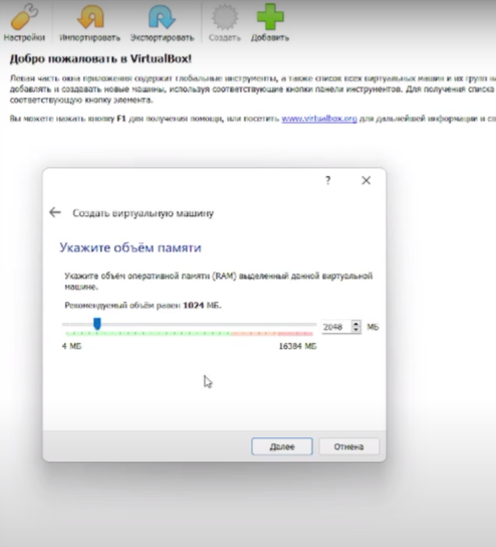 Настройки Импортировать Экспортировать Создать Добавить
Добро пожаловать в VirtualBox!
Левая часть окна приложения содержит глобальные инструменты, а также список всех виртуальных машин и их групп
добавлять и создавать новые машины, используя соответствующие кнопки панели инструментов. Для получения списка
соответствующую кнопку элемента.
Вы можете нажать кнопку F1 для получения помощи, или посетить www.virtualbox.org для дальнейшей информации и
?
Создать виртуальную машину
Укажите объём памяти
Укажите объём оперативной памяти (RAM) выделенный данной виртуальной
машине.
Рекомендуемый объём равен 1024 МБ.
2048 МБ
4 МБ 16384 МБ
Далее Отмена